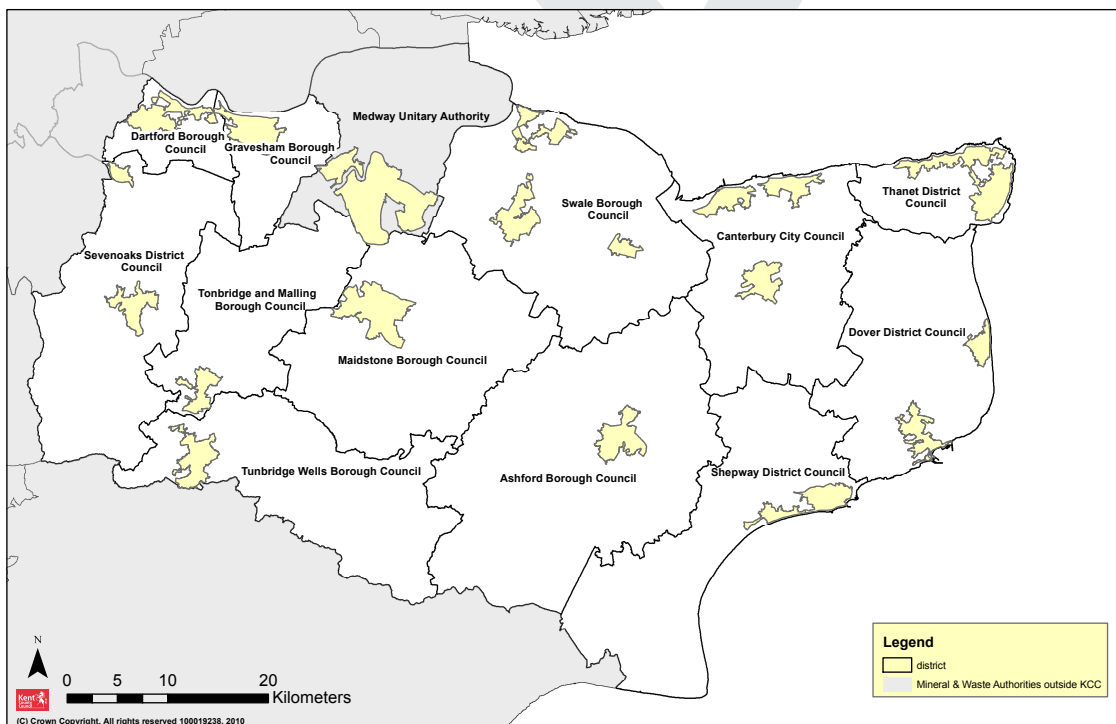 Medway Unitary Authority
Dartford Borough
Council
Gravesham Borough
Council
Thanet District
Council
Swale Borough
Council
Canterbury City Council
Sevenoaks District
Council
Tonbridge and Malling
Borough Council
Dover District Council
Maidstone Borough Council
Tunbridge Wells Borough Council
Ashford Borough Council
Shepway District Council
N
0 5 10 20
Kilometers
Kent
County
Council
(C) Crown Copyright. All rights reserved 100019238, 2010
Legend
district
Mineral & Waste Authorities outside KCC